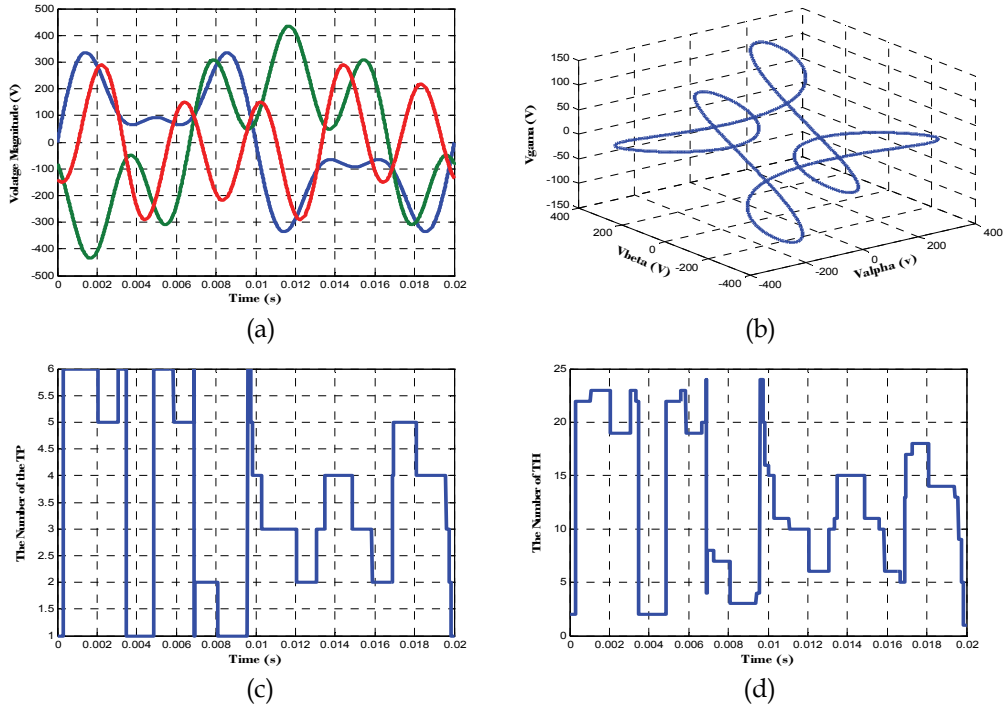 500
400
300
200
100
0
-100
-200
-300
-400
-500
Volatge Magnitude (V)
0 0.002 0.004 0.006 0.008 0.01 0.012 0.014 0.016 0.018 0.02
Time (s)
(a)
150
100
50
0
-50
-100
-150
Vgama (V)
400
200
0
-200
-400
Vbeta (V)
-400
-200
0
200
400
Valpha (v)
(b)
6
5.5
5
4.5
4
3.5
3
2.5
2
1.5
1
The Number of the TP
0 0.002 0.004 0.006 0.008 0.01 0.012 0.014 0.016 0.018 0.02
Time (s)
(c)
25
20
15
10
5
0
The Number of TH
0 0.002 0.004 0.006 0.008 0.01 0.012 0.014 0.016 0.018 0.02
Time (s)
(d)